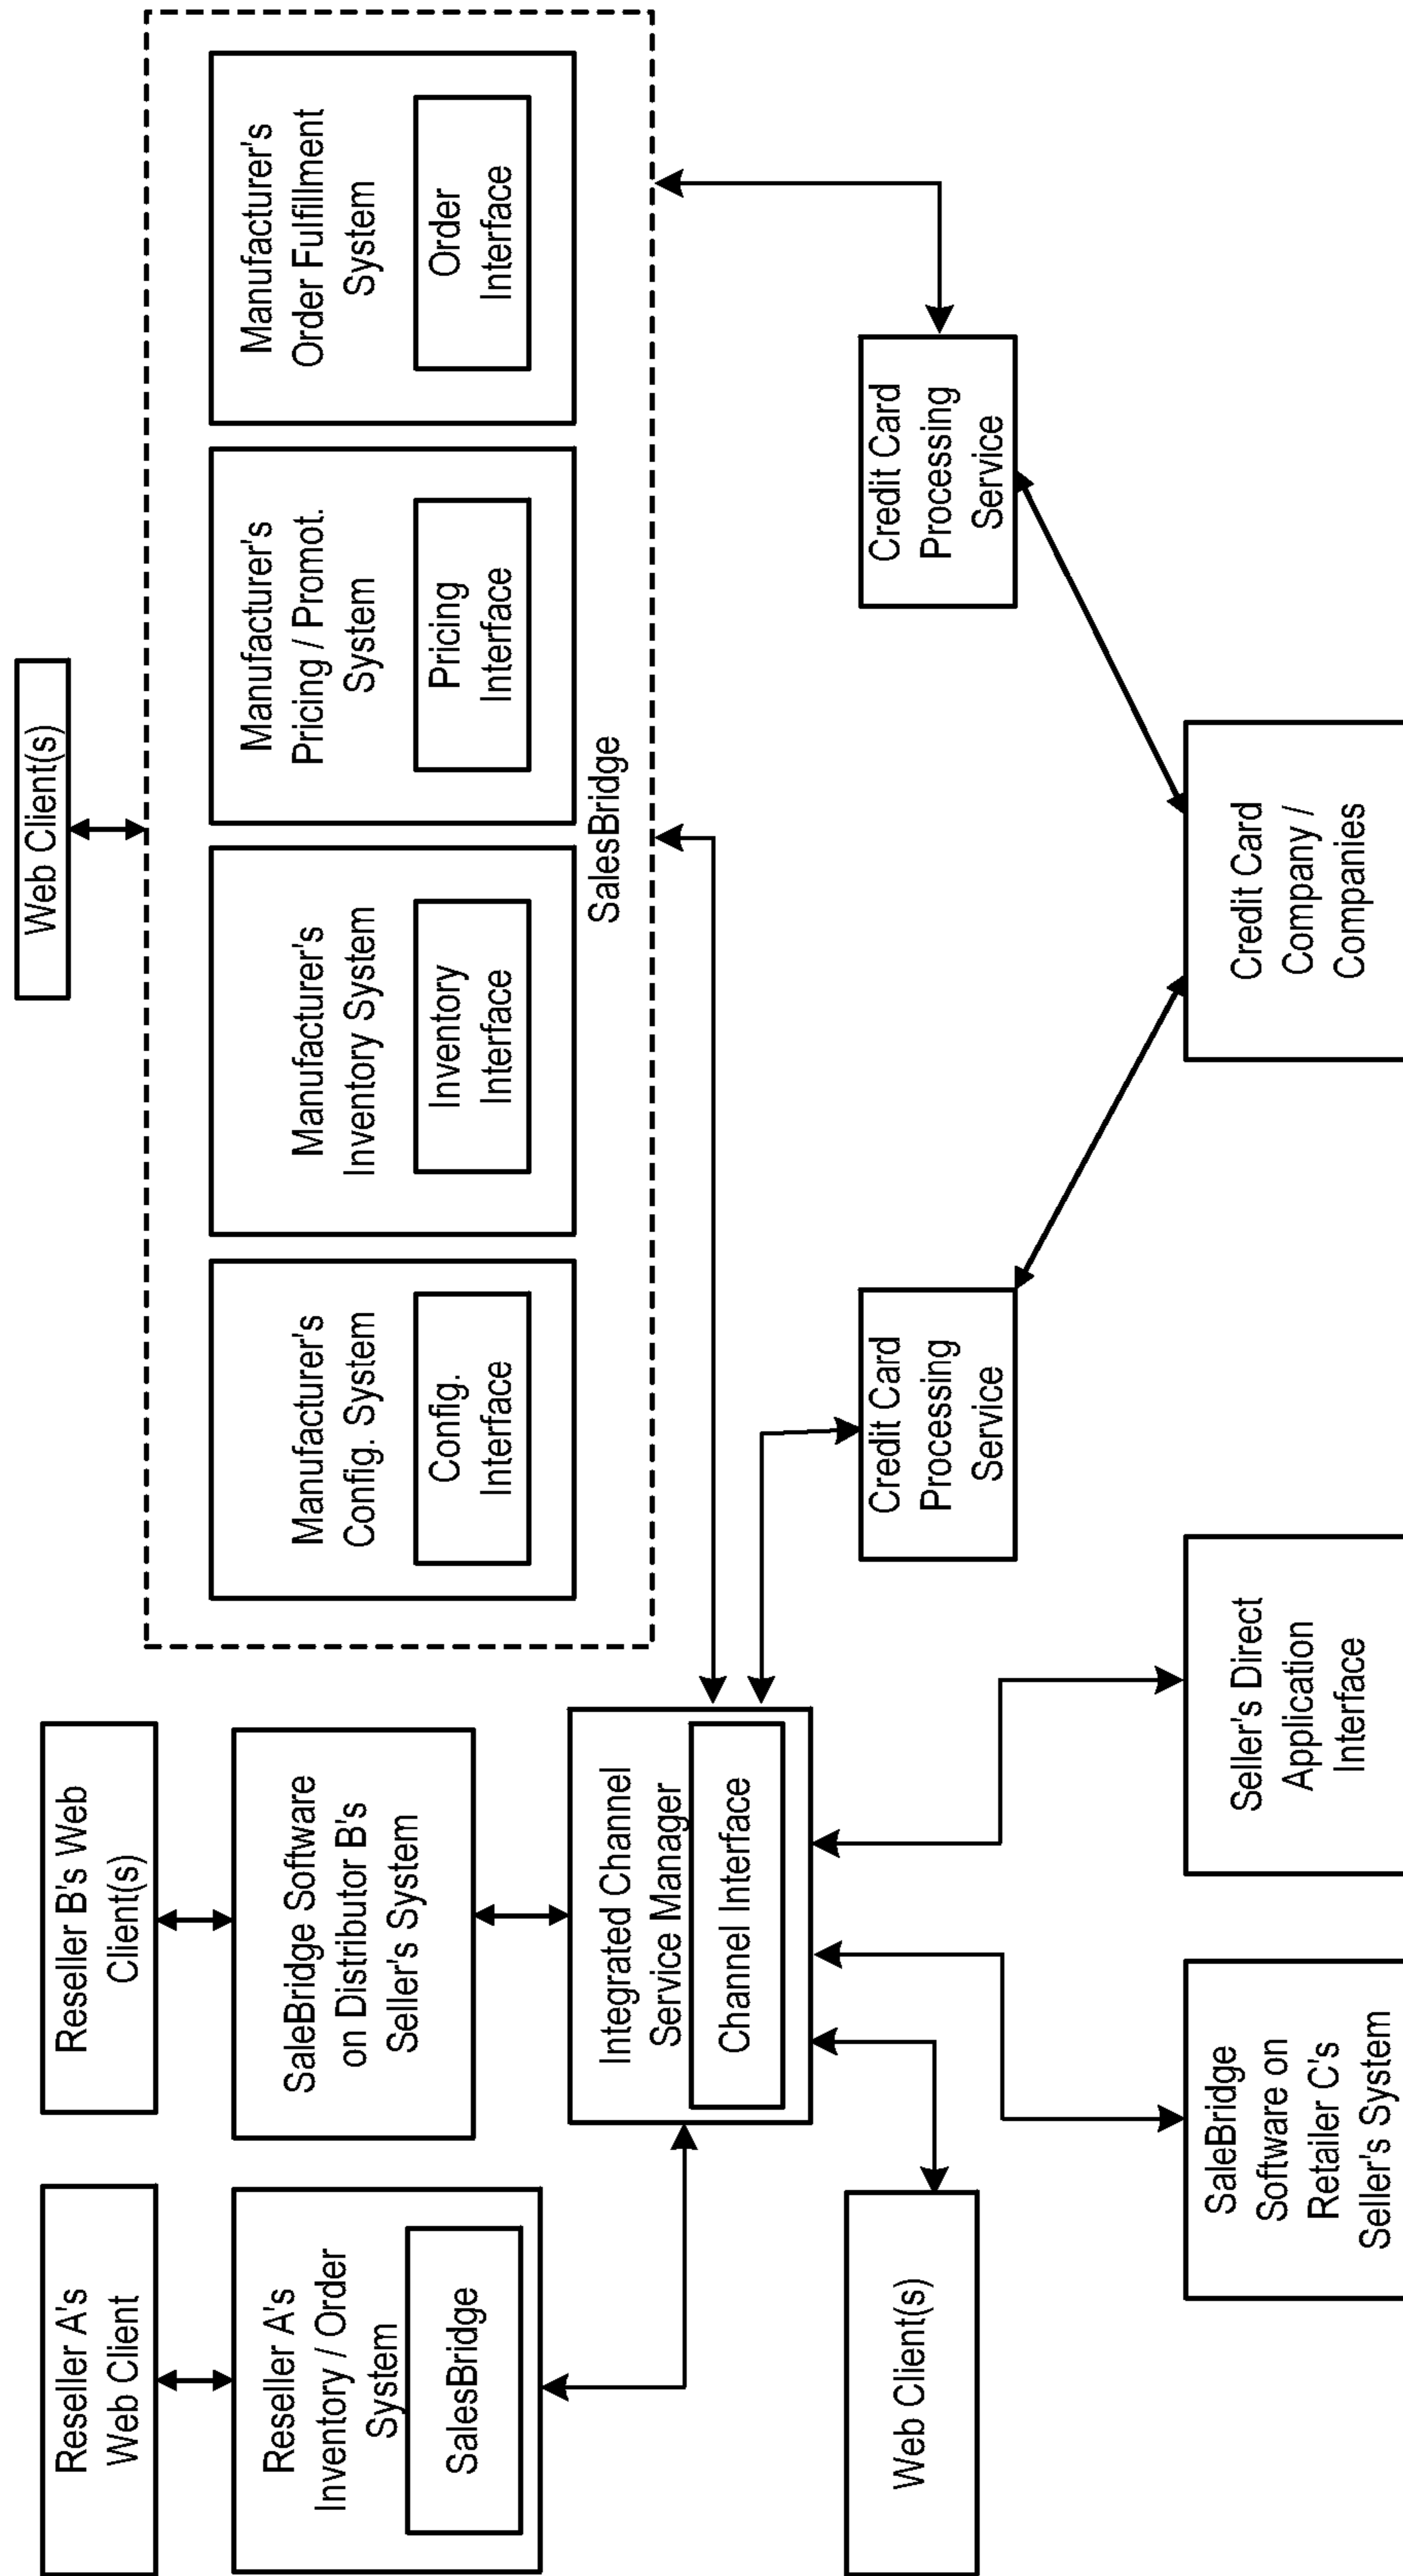 Reseller A's
Web Client
Reseller B's Web
Client(s)
Web Client(s)
Reseller A's
Inventory / Order
System
SalesBridge
SaleBridge Software
on Distributor B's
Seller's System
Manufacturer's
Config. System
Config.
Interface
Manufacturer's
Inventory System
Inventory
Interface
Manufacturer's
Pricing / Promot.
System
Pricing
Interface
Manufacturer's
Order Fulfillment
System
Order
Interface
SalesBridge
Integrated Channel
Service Manager
Channel Interface
Web Client(s)
Credit Card
Processing
Service
Credit Card
Processing
Service
SaleBridge
Software on
Retailer C's
Seller's System
Seller's Direct
Application
Interface
Credit Card
Company /
Companies